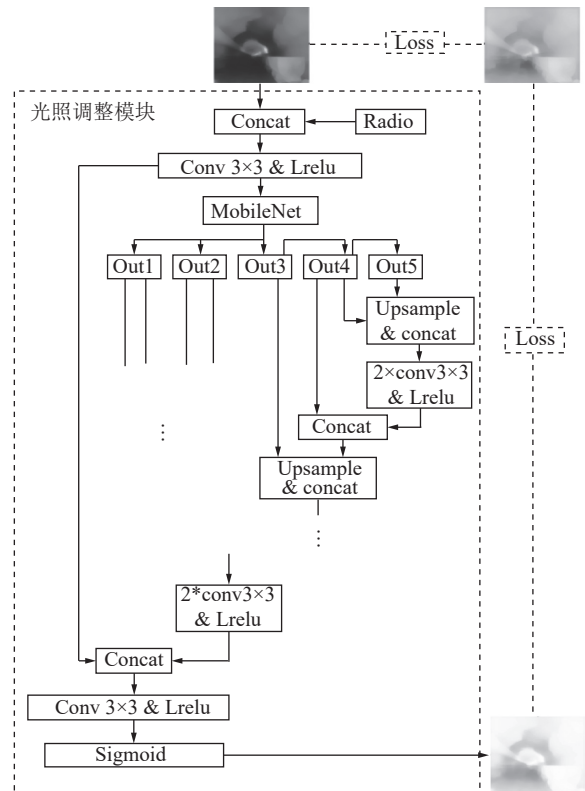 Loss
光照调整模块
Concat
Radio
Conv 3×3 & Lrelu
MobileNet
Out1
Out2
Out3
Out4
Out5
Upsample
& concat
Loss
2×conv3×3
& Lrelu
Concat
Upsample
& concat
2*conv3×3
& Lrelu
Concat
Conv 3×3 & Lrelu
Sigmoid